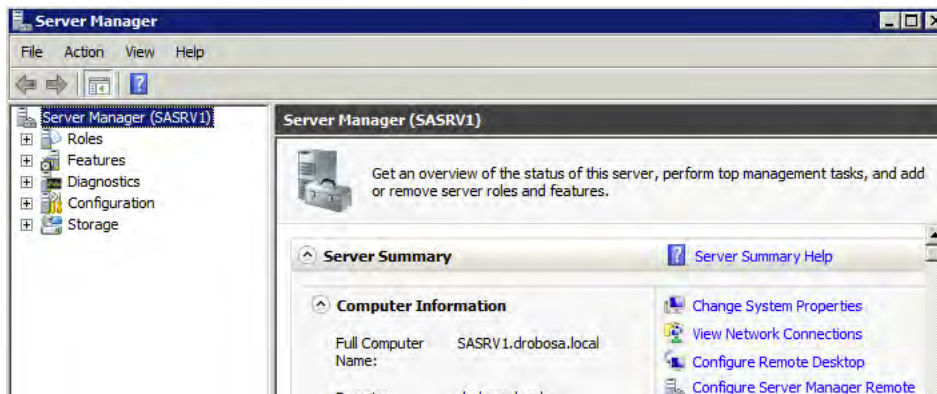 Server Manager
File Action View Help
Server Manager (SASRV1)
Roles
Features
Diagnostics
Configuration
Storage
Server Manager (SASRV1)
Get an overview of the status of this server, perform top management tasks, and add
or remove server roles and features.
Server Summary
Server Summary Help
Computer Information
Full Computer
Name:
SASRV1.drobosa.local
Change System Properties
View Network Connections
Configure Remote Desktop
Configure Server Manager Remote